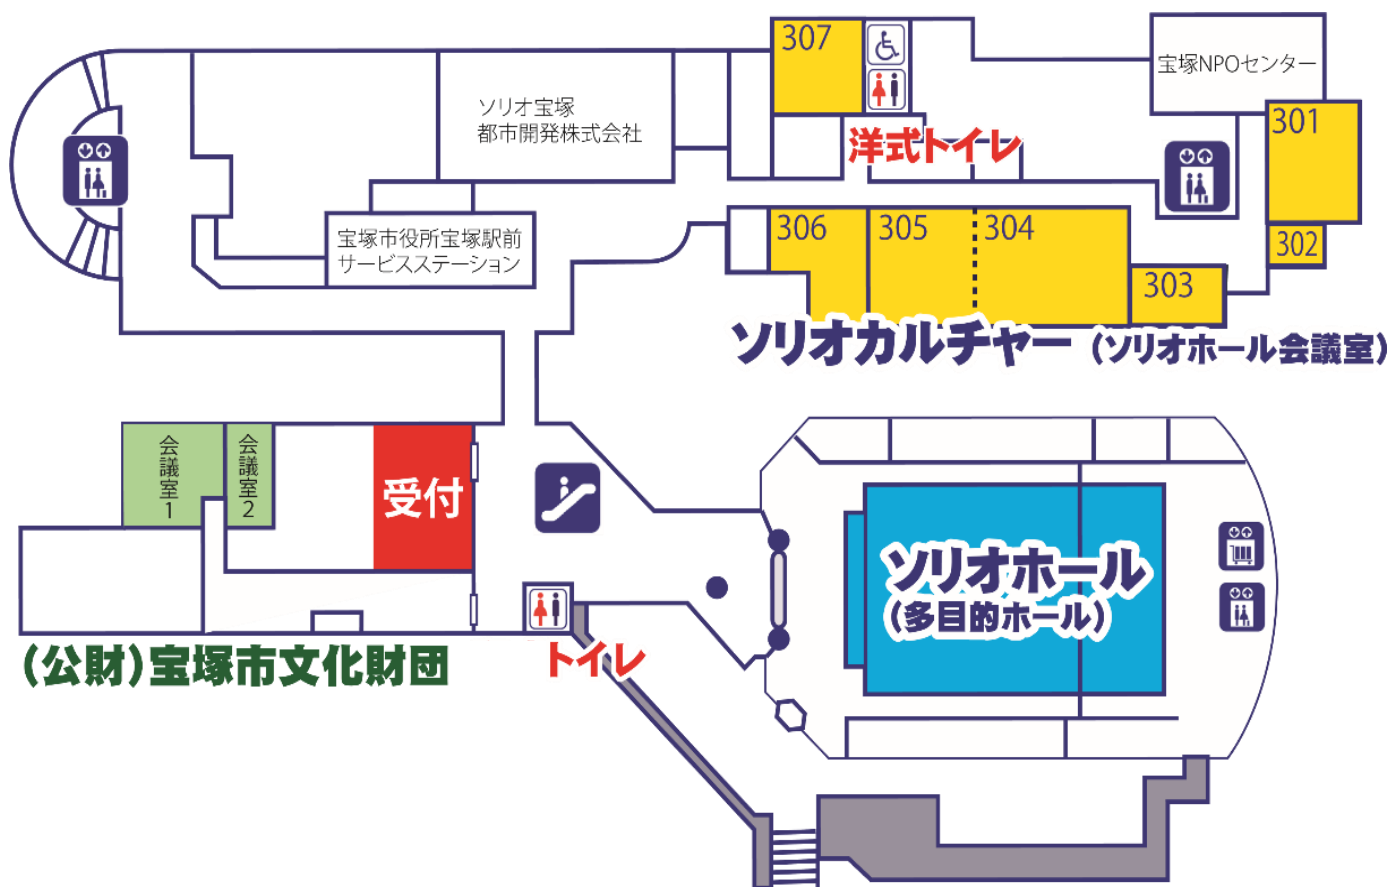 307
宝塚NPOセンター
ソリオ宝塚
都市開発株式会社
301
洋式トイレ
宝塚市役所宝塚駅前
サービスステーション
306
305
304
302
303
ソリオカルチャー (ソリオホール会議室)
会議室1
会議室2
受付
ソリオホール
(多目的ホール)
(公財)宝塚市文化財団
トイレ